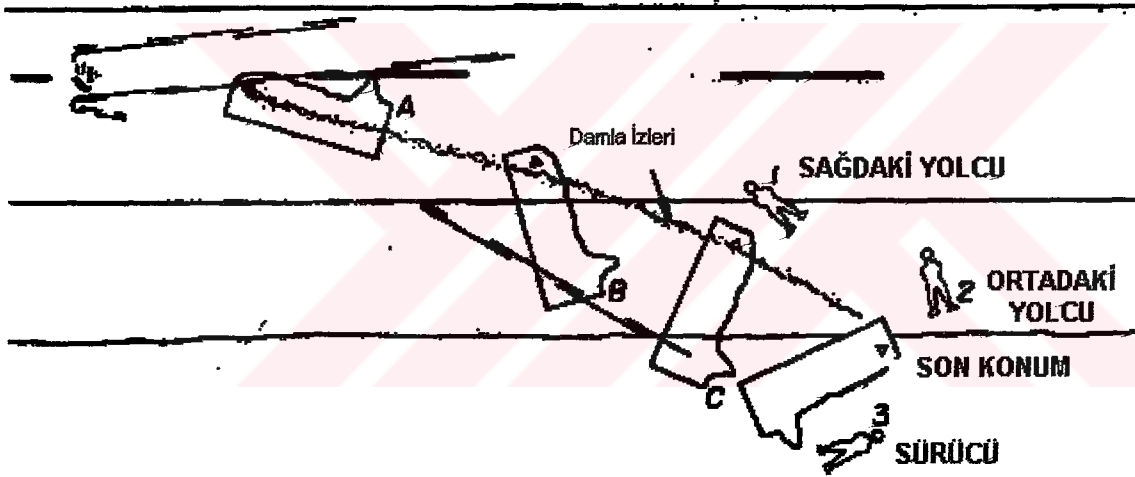 A
Damla İzleri
1 SAĞDAKİ YOLCU
B
2 ORTADAKİ
YOLCU
SON KONUM
C
3
SÜRÜCÜ